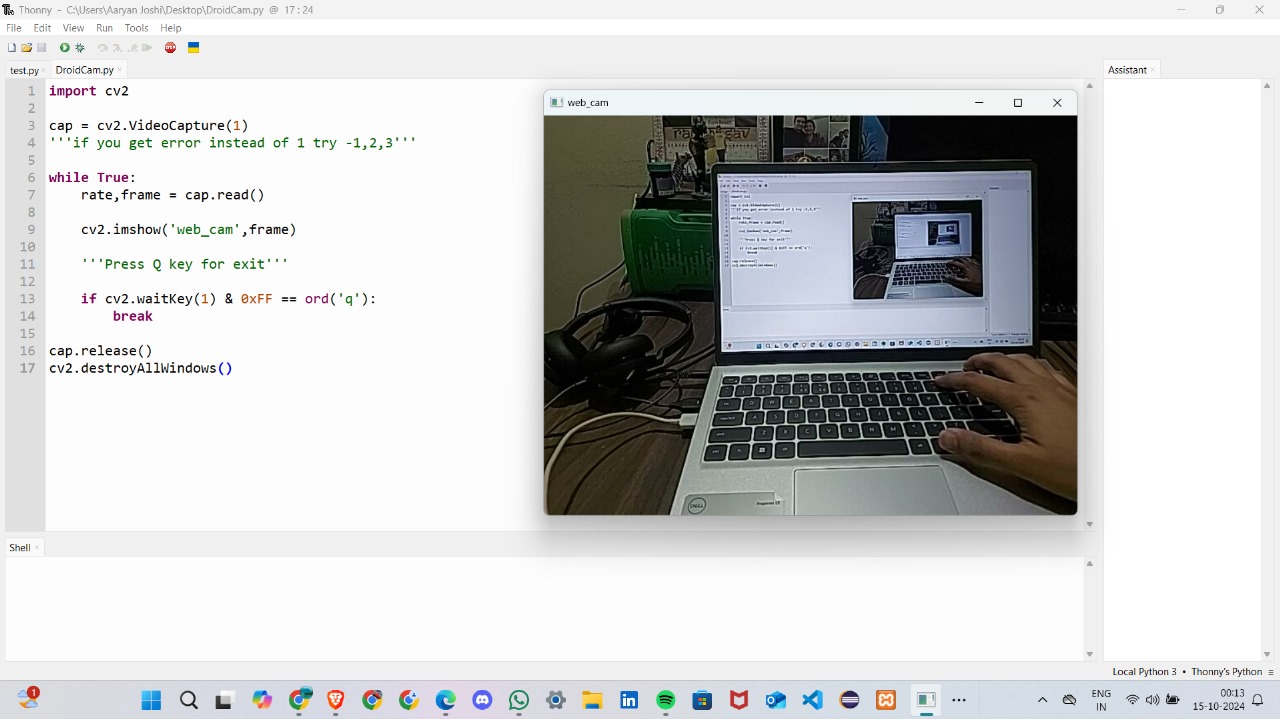 Thonny - C:\Users\Aaryan Joshi\Desktop\DroidCam.py @ 17 : 24
File Edit View Run Tools Help
test.py × DroidCam.py ×
Assistant ×
1 import cv2
2
3 cap = cv2.VideoCapture(1)
4 '''if you get error instead of 1 try -1,2,3'''
5
6 while True:
7 rate,frame = cap.read()
8
9 cv2.imshow('web_cam',frame)
10
11 '''Press Q key for exit'''
12
13 if cv2.waitKey(1) & 0xFF == ord('q'):
14 break
15
16 cap.release()
17 cv2.destroyAllWindows()
web_cam
DELL
Shell ×
Local Python 3 • Thonny's Python ≡
1
ENG
IN
00:13
15-10-2024